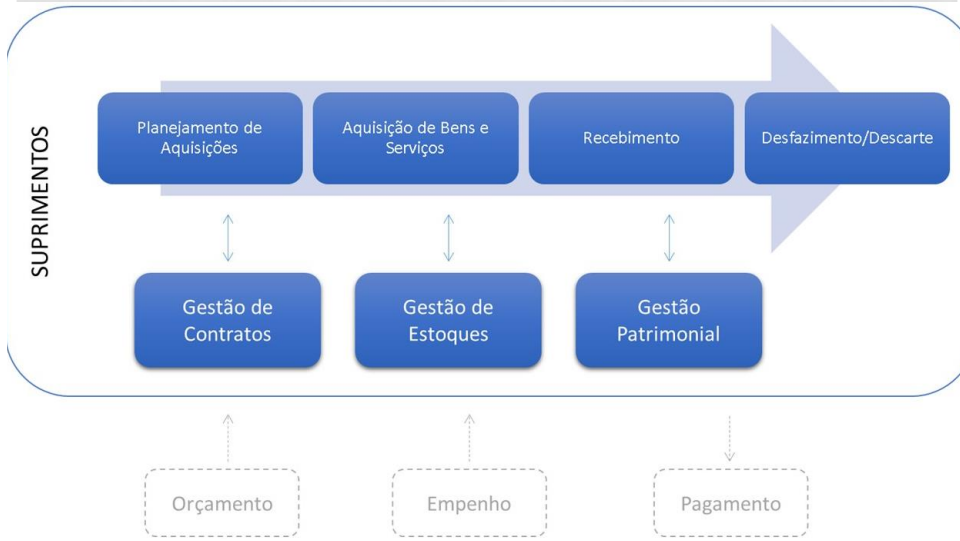 SUPRIMENTOS
Planejamento de
Aquisições
Aquisição de Bens e
Serviços
Recebimento
Desfazimento/Descarte
Gestão de
Contratos
Gestão de
Estoques
Gestão
Patrimonial
Orçamento
Empenho
Pagamento